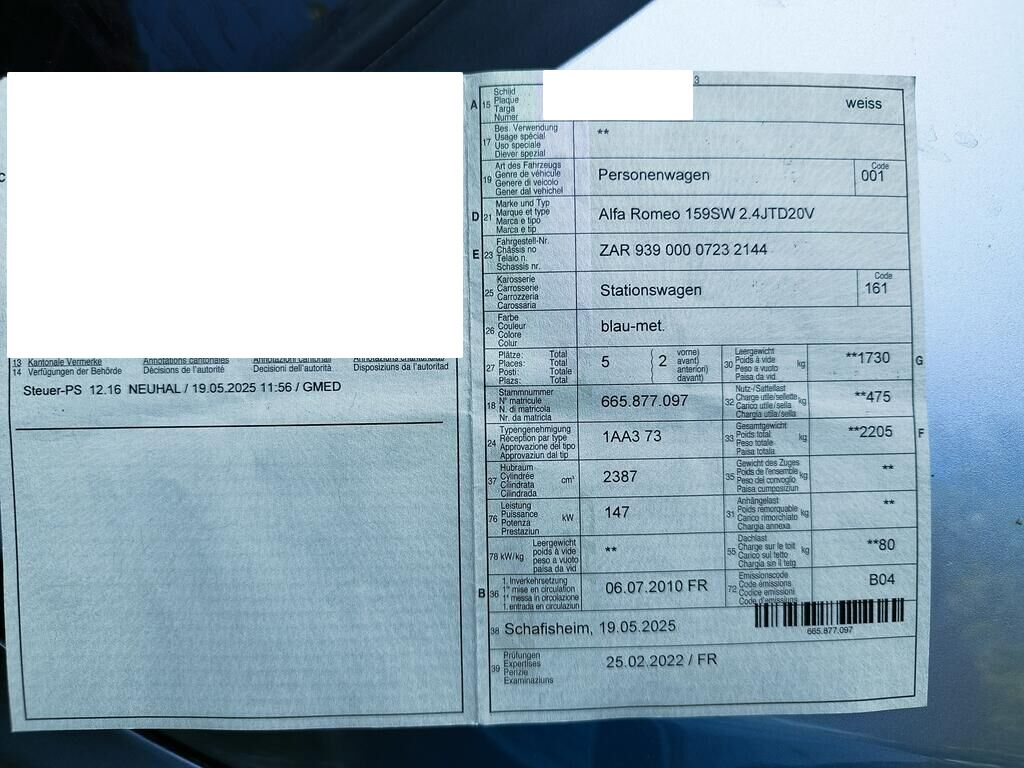 C
13 Kantonale Vermerke Annotations cantonales Annotazioni cantonali Annotaziuns chantunalas
14 Verfügungen der Behörde Décisions de l'autorité Decisioni dell'autorità Disposiziuns da l'autoritad
Steuer-PS 12.16 NEUHAL / 19.05.2025 11:56 / GMED
3
A 15 Schild
Plaque
Targa
Numer
weiss
17 Bes. Verwendung
Usage spécial
Uso speciale
Diever spezial
**
19 Art des Fahrzeugs
Genre de véhicule
Genere di veicolo
Gener dal vehichel
Personenwagen
Code
001
D 21 Marke und Typ
Marque et type
Marca e tipo
Marca e tip
Alfa Romeo 159SW 2.4JTD20V
E 23 Fahrgestell-Nr.
Châssis no
Telaio n.
Schassis nr.
ZAR 939 000 0723 2144
25 Karosserie
Carrosserie
Carrozzeria
Carossaria
Stationswagen
Code
161
26 Farbe
Couleur
Colore
Colur
blau-met.
27 Plätze: Total
Places: Total
Posti: Totale
Plazs: Total
5 2 vorne)
avant)
anteriori)
davant)
30 Leergewicht
Poids à vide
Peso a vuoto
Paisa da vid
kg
**1730 G
18 Stammnummer
N° matricule
N. di matricola
Nr. da matricla
665.877.097
32 Nutz-/Sattellast
Charge utile/sellette
Carico utile/sella
Chargia utila/sella
kg
**475
24 Typengenehmigung
Réception par type
Approvazione del tipo
Approvaziun dal tip
1AA3 73
33 Gesamtgewicht
Poids total
Peso totale
Paisa totala
kg
**2205 F
37 Hubraum
Cylindrée
Cilindrata
Cilindrada
cm³
2387
35 Gewicht des Zuges
Poids de l'ensemble
Peso del convoglio
Paisa cumposiziun
kg
**
76 Leistung
Puissance
Potenza
Prestaziun
kW
147
31 Anhängelast
Poids remorquable
Carico rimorchiato
Chargia annexa
kg
**
78 kW/kg Leergewicht
poids à vide
peso a vuoto
paisa da vid
**
55 Dachlast
Charge sur le toit
Carico sul tetto
Chargia sin il tetg
kg
**80
B 36 1. Inverkehrsetzung
1re mise en circulation
1a messa in circolazione
1. entrada en circulaziun
06.07.2010 FR
72 Emissionscode
Code émissions
Codice emissioni
Code d'emissiuns
B04
38 Schafisheim, 19.05.2025
665.877.097
39 Prüfungen
Expertises
Perizie
Examinaziuns
25.02.2022 / FR